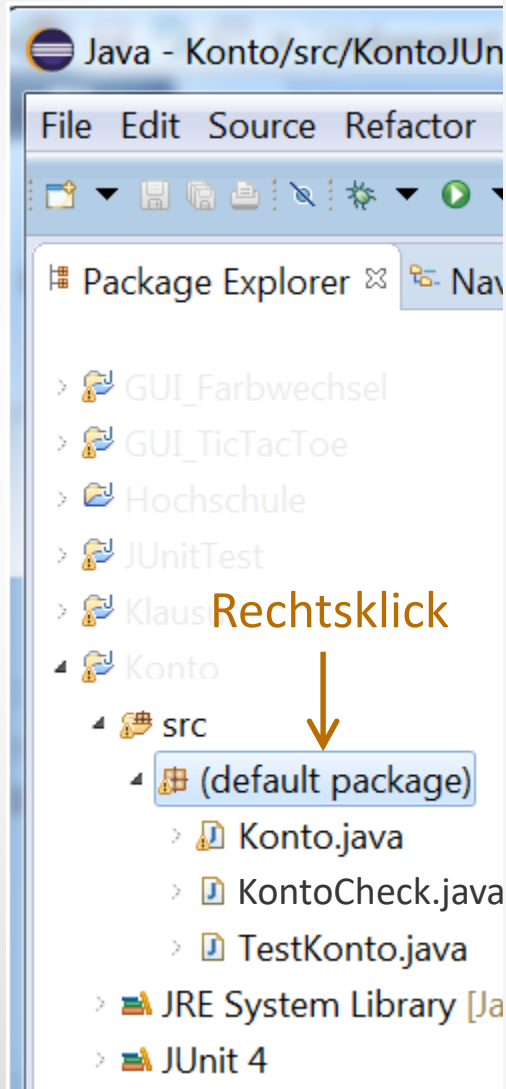 Java - Konto/src/KontoJUn
File Edit Source Refactor
Package Explorer Nav
GUI_Farbwechsel
GUI_TicTacToe
Hochschule
JUnitTest
Klausu
Rechtsklick
Konto
src
(default package)
Konto.java
KontoCheck.java
TestKonto.java
JRE System Library [Ja
JUnit 4